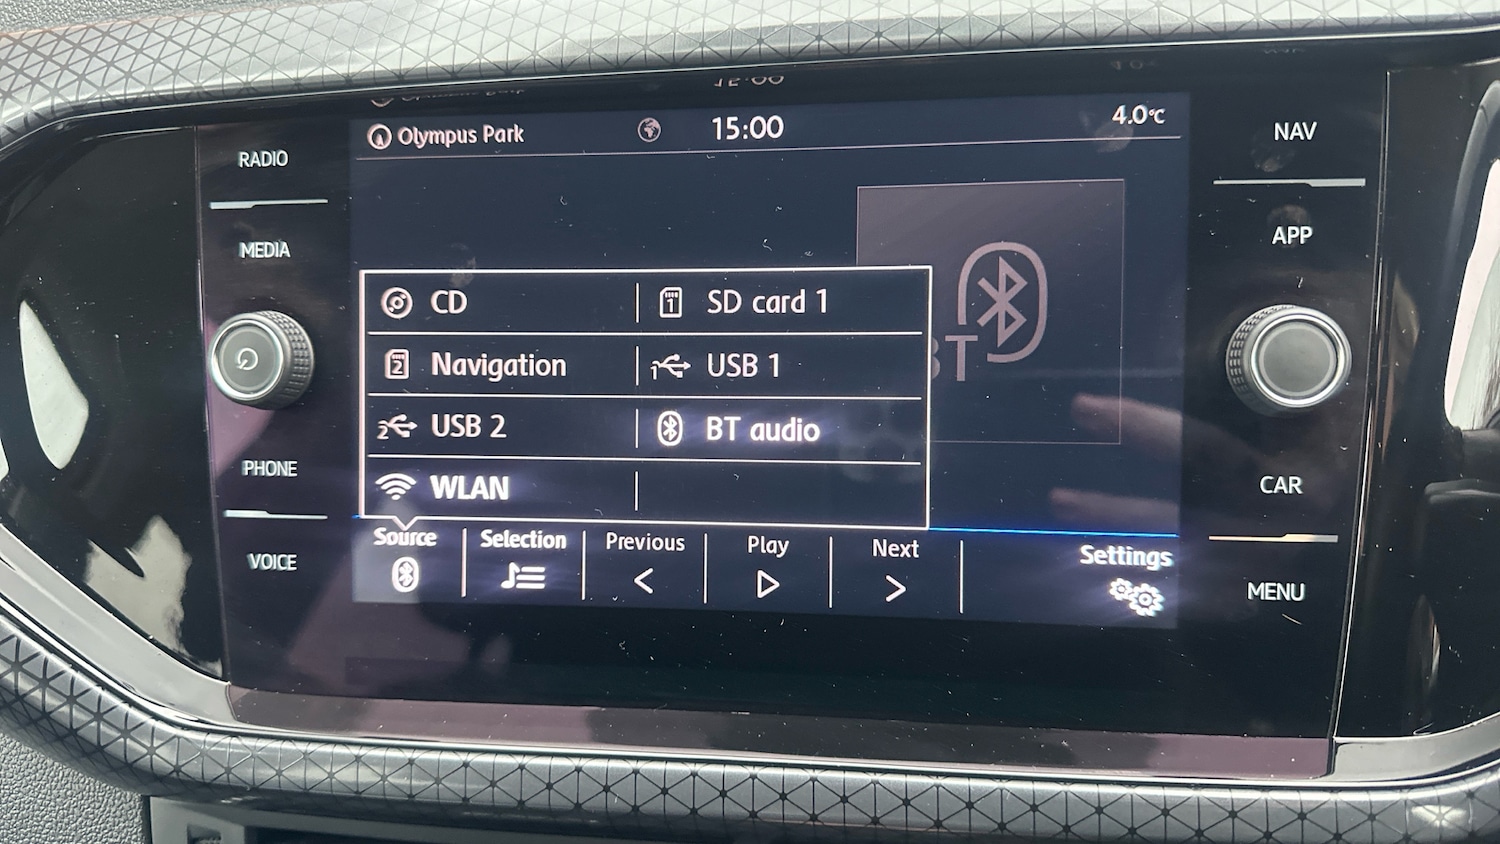 Olympus Park
15:00
4.0°C
RADIO
MEDIA
PHONE
VOICE
CD
SD card 1
Navigation
USB 1
USB 2
BT audio
WLAN
BT
Source
Selection
Previous
Play
Next
Settings
NAV
APP
CAR
MENU